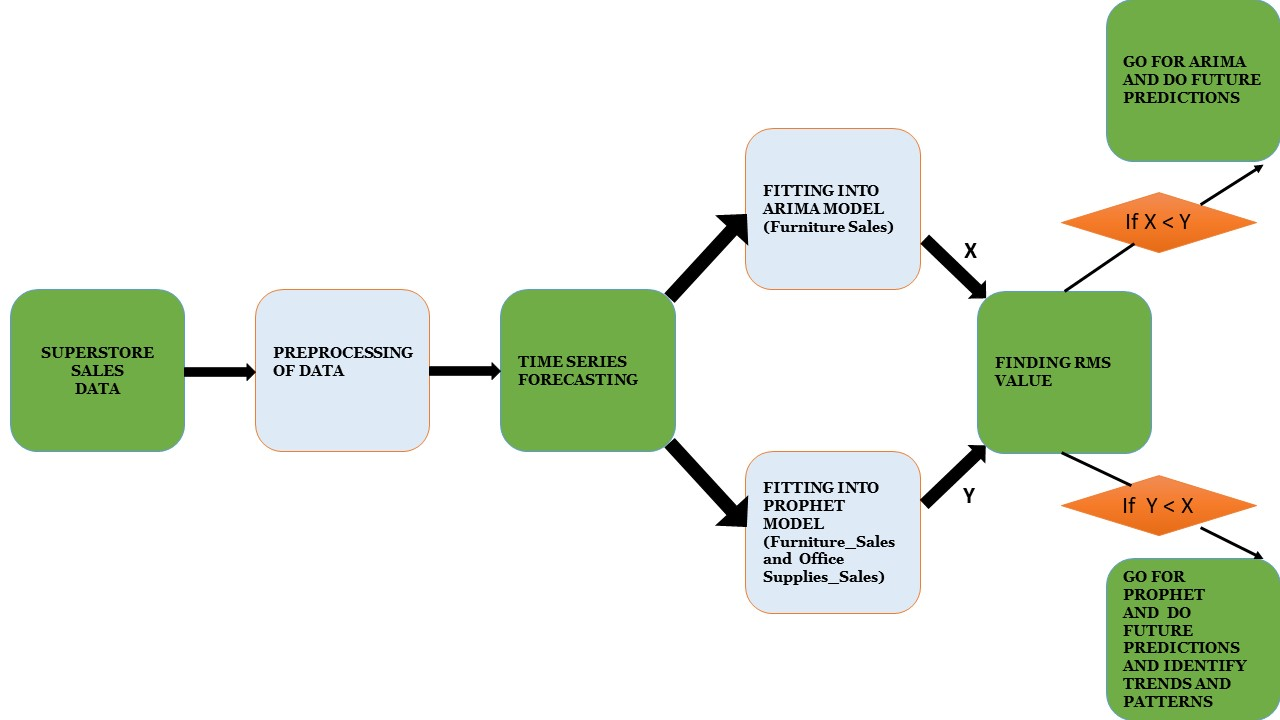 SUPERSTORE
SALES
DATA
PREPROCESSING
OF DATA
TIME SERIES
FORECASTING
FITTING INTO
ARIMA MODEL
(Furniture Sales)
X
FITTING INTO
PROPHET
MODEL
(Furniture_Sales
and Office
Supplies_Sales)
Y
FINDING RMS
VALUE
If X < Y
GO FOR ARIMA
AND DO FUTURE
PREDICTIONS
If Y < X
GO FOR
PROPHET
AND DO
FUTURE
PREDICTIONS
AND IDENTIFY
TRENDS AND
PATTERNS